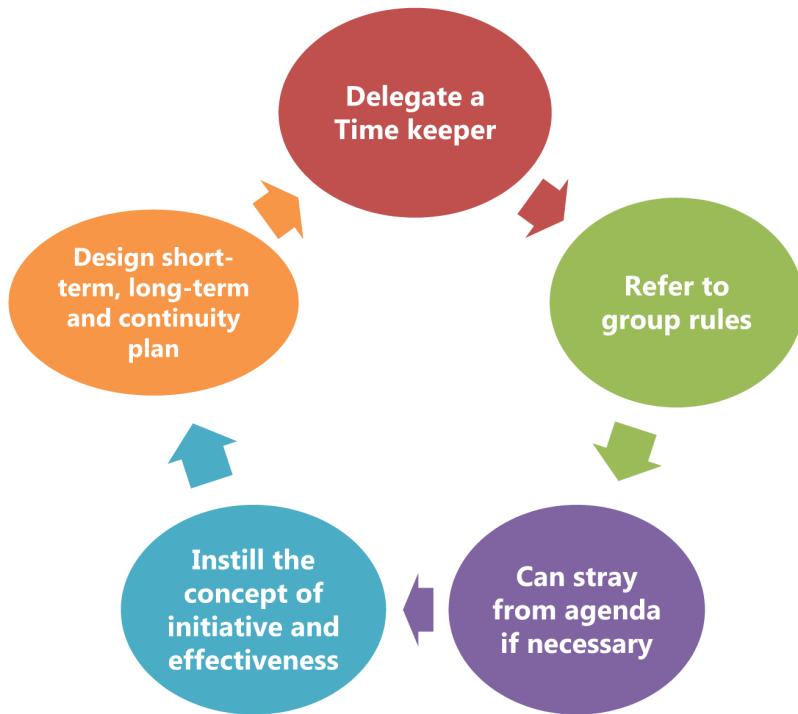 Delegate a
Time keeper
Refer to
group rules
Can stray
from agenda
if necessary
Instill the
concept of
initiative and
effectiveness
Design short-
term, long-term
and continuity
plan